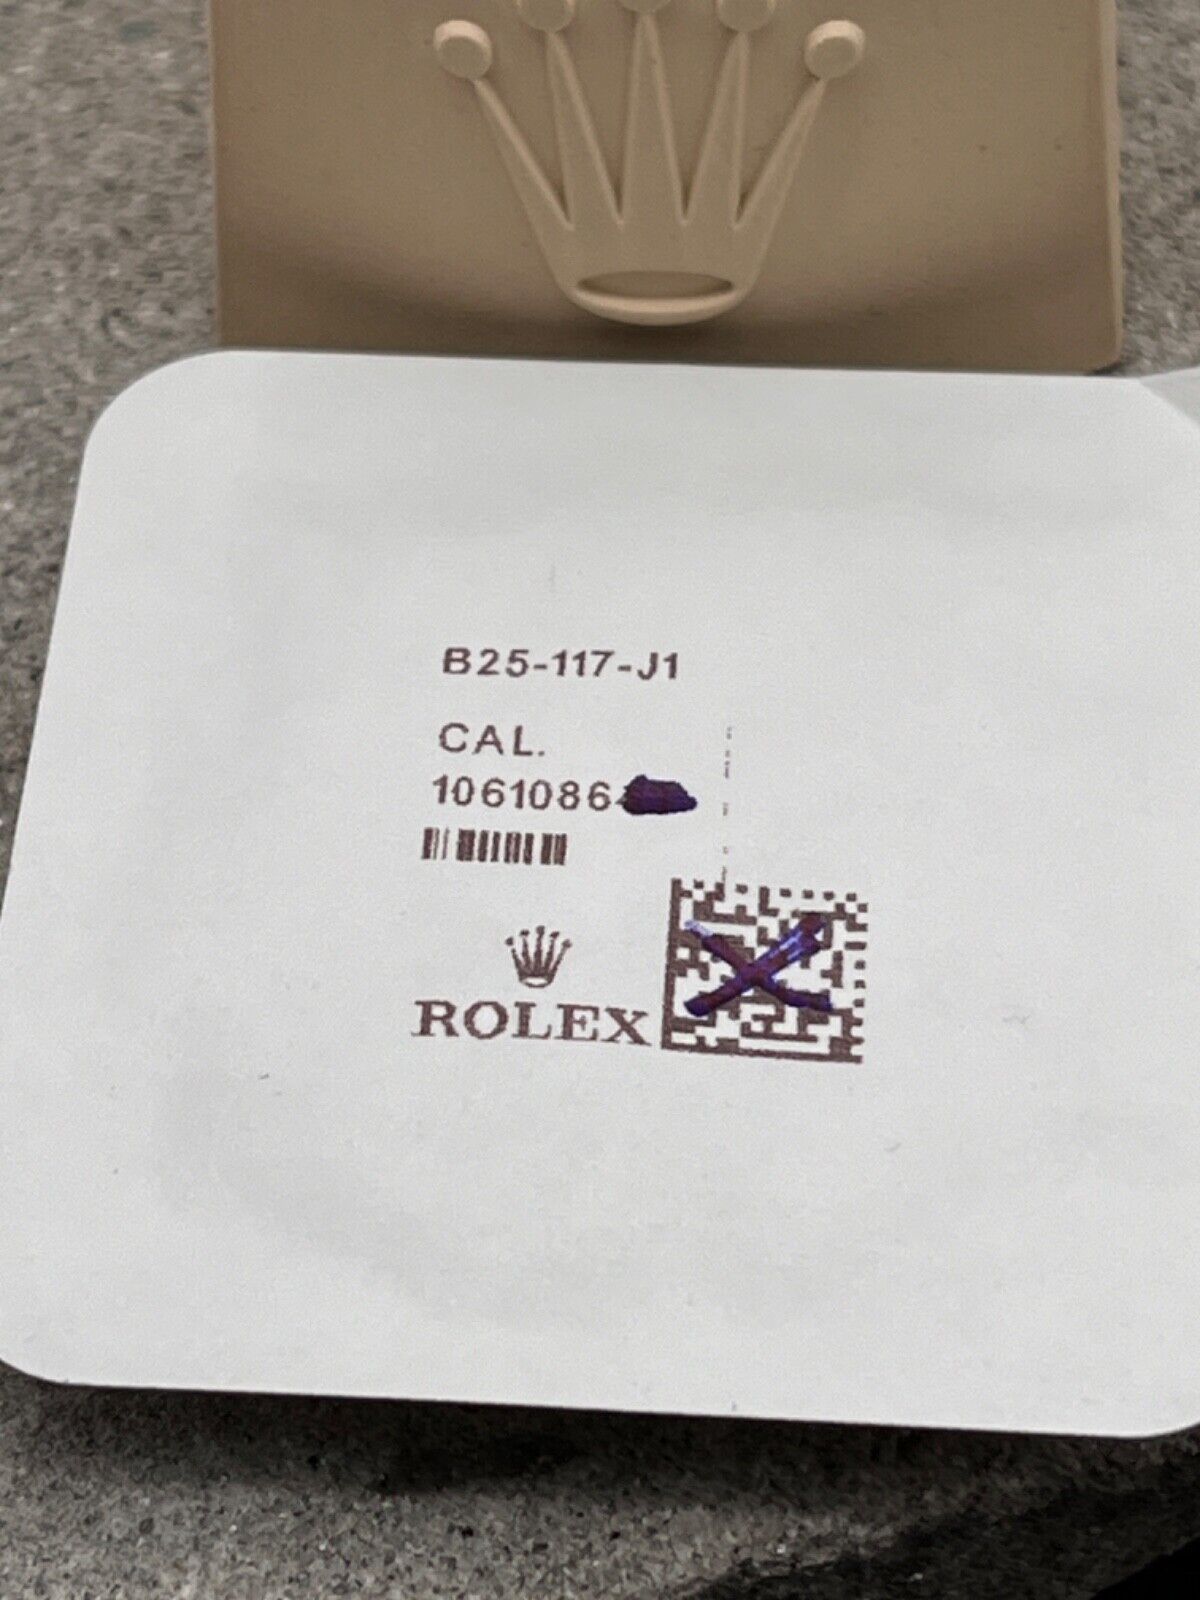 B25-117-J1
CAL.
1061086
ROLEX